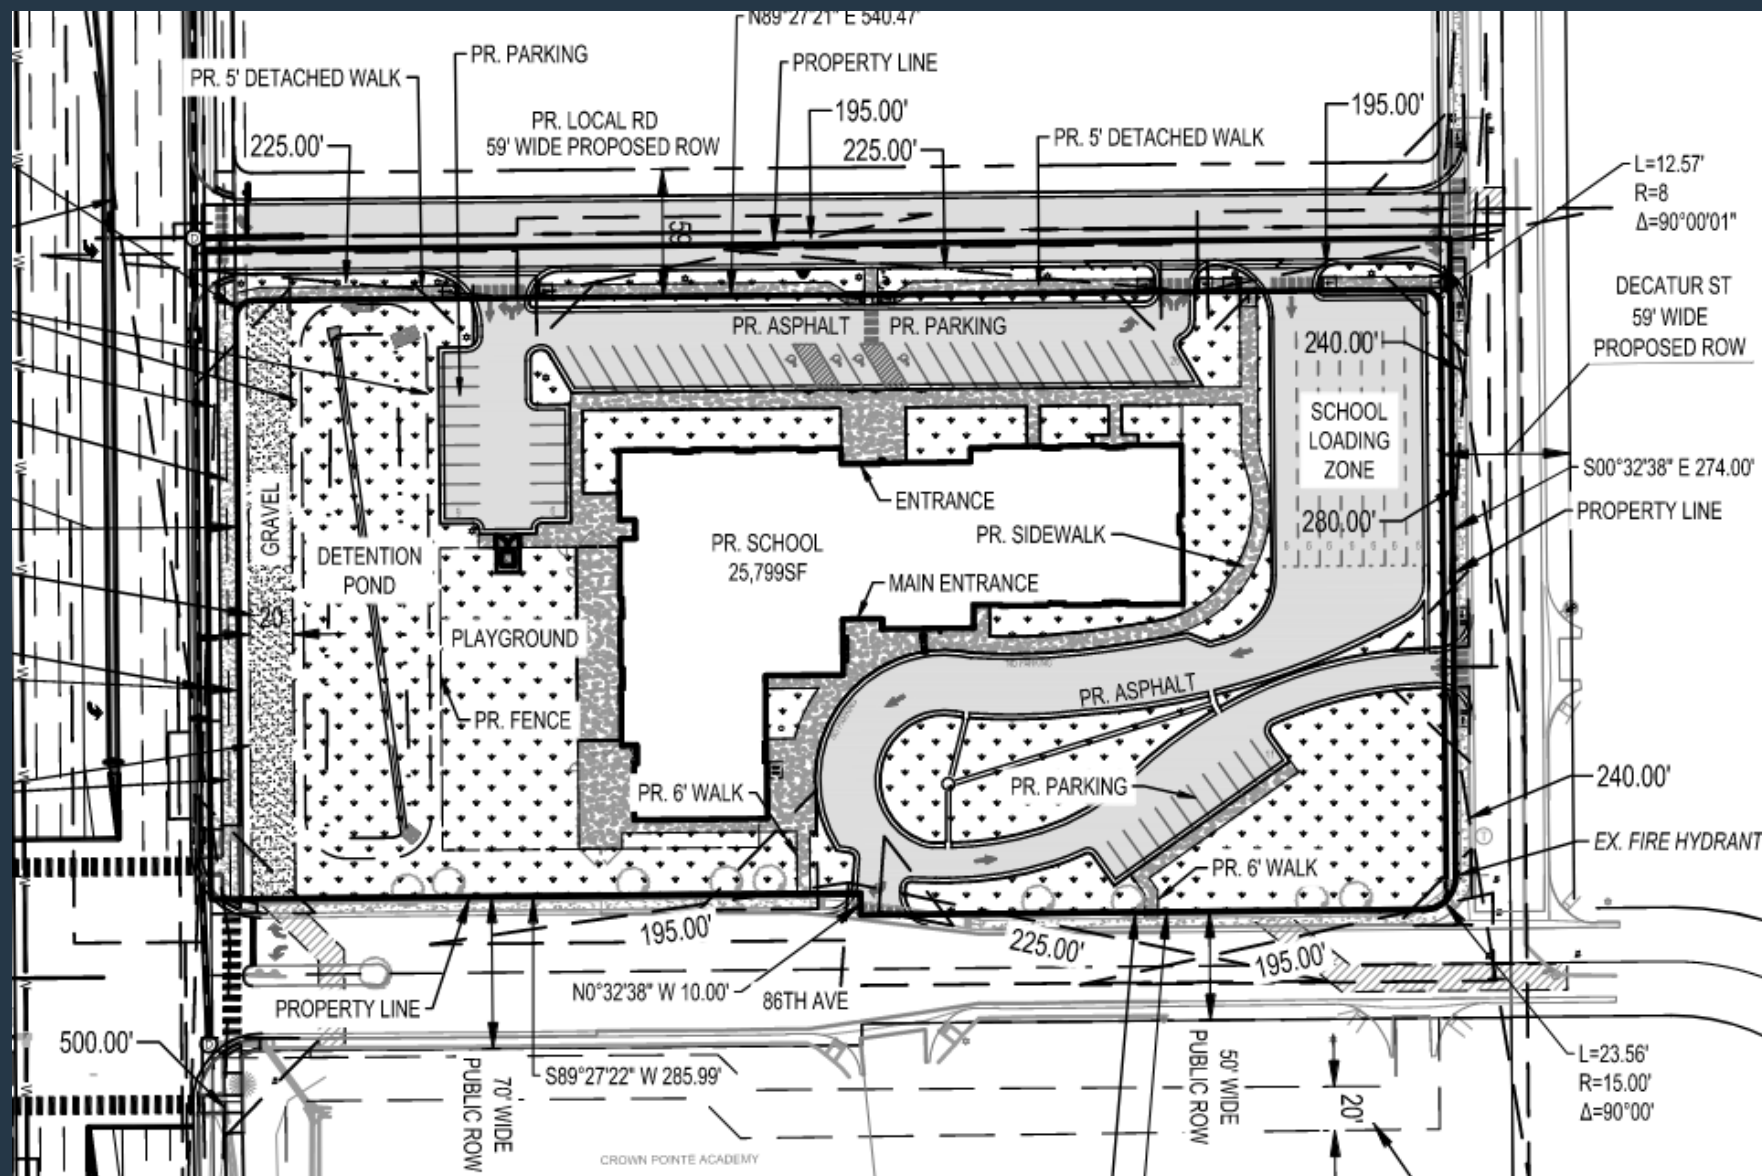 N89°27'21" E 540.47'
PR. PARKING
PROPERTY LINE
PR. 5' DETACHED WALK
195.00'
195.00'
PR. LOCAL RD
59' WIDE PROPOSED ROW
225.00'
225.00'
PR. 5' DETACHED WALK
L=12.57'
R=8
Δ=90°00'01"
59
DECATUR ST
59' WIDE
PROPOSED ROW
PR. ASPHALT
PR. PARKING
240.00'
SCHOOL
LOADING
ZONE
S00°32'38" E 274.00'
ENTRANCE
PROPERTY LINE
280.00'
GRAVEL
PR. SIDEWALK
PR. SCHOOL
25,799SF
DETENTION
POND
MAIN ENTRANCE
20'
PLAYGROUND
NO PARKING
PR. ASPHALT
PR. FENCE
PR. PARKING
PR. 6' WALK
240.00'
EX. FIRE HYDRANT
PR. 6' WALK
195.00'
225.00'
195.00'
N0°32'38" W 10.00'
86TH AVE
PROPERTY LINE
500.00'
S89°27'22" W 285.99'
70' WIDE
PUBLIC ROW
50' WIDE
PUBLIC ROW
20'
L=23.56'
R=15.00'
Δ=90°00'
CROWN POINTE ACADEMY